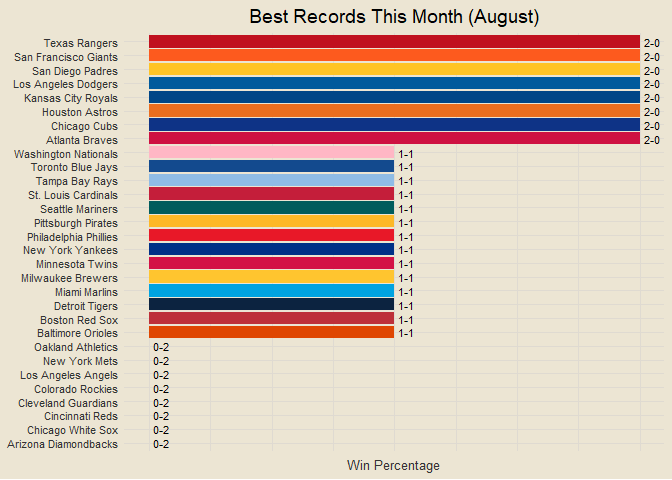 Best Records This Month (August)
Texas Rangers 2-0
San Francisco Giants 2-0
San Diego Padres 2-0
Los Angeles Dodgers 2-0
Kansas City Royals 2-0
Houston Astros 2-0
Chicago Cubs 2-0
Atlanta Braves 2-0
Washington Nationals 1-1
Toronto Blue Jays 1-1
Tampa Bay Rays 1-1
St. Louis Cardinals 1-1
Seattle Mariners 1-1
Pittsburgh Pirates 1-1
Philadelphia Phillies 1-1
New York Yankees 1-1
Minnesota Twins 1-1
Milwaukee Brewers 1-1
Miami Marlins 1-1
Detroit Tigers 1-1
Boston Red Sox 1-1
Baltimore Orioles 1-1
Oakland Athletics 0-2
New York Mets 0-2
Los Angeles Angels 0-2
Colorado Rockies 0-2
Cleveland Guardians 0-2
Cincinnati Reds 0-2
Chicago White Sox 0-2
Arizona Diamondbacks 0-2
Win Percentage